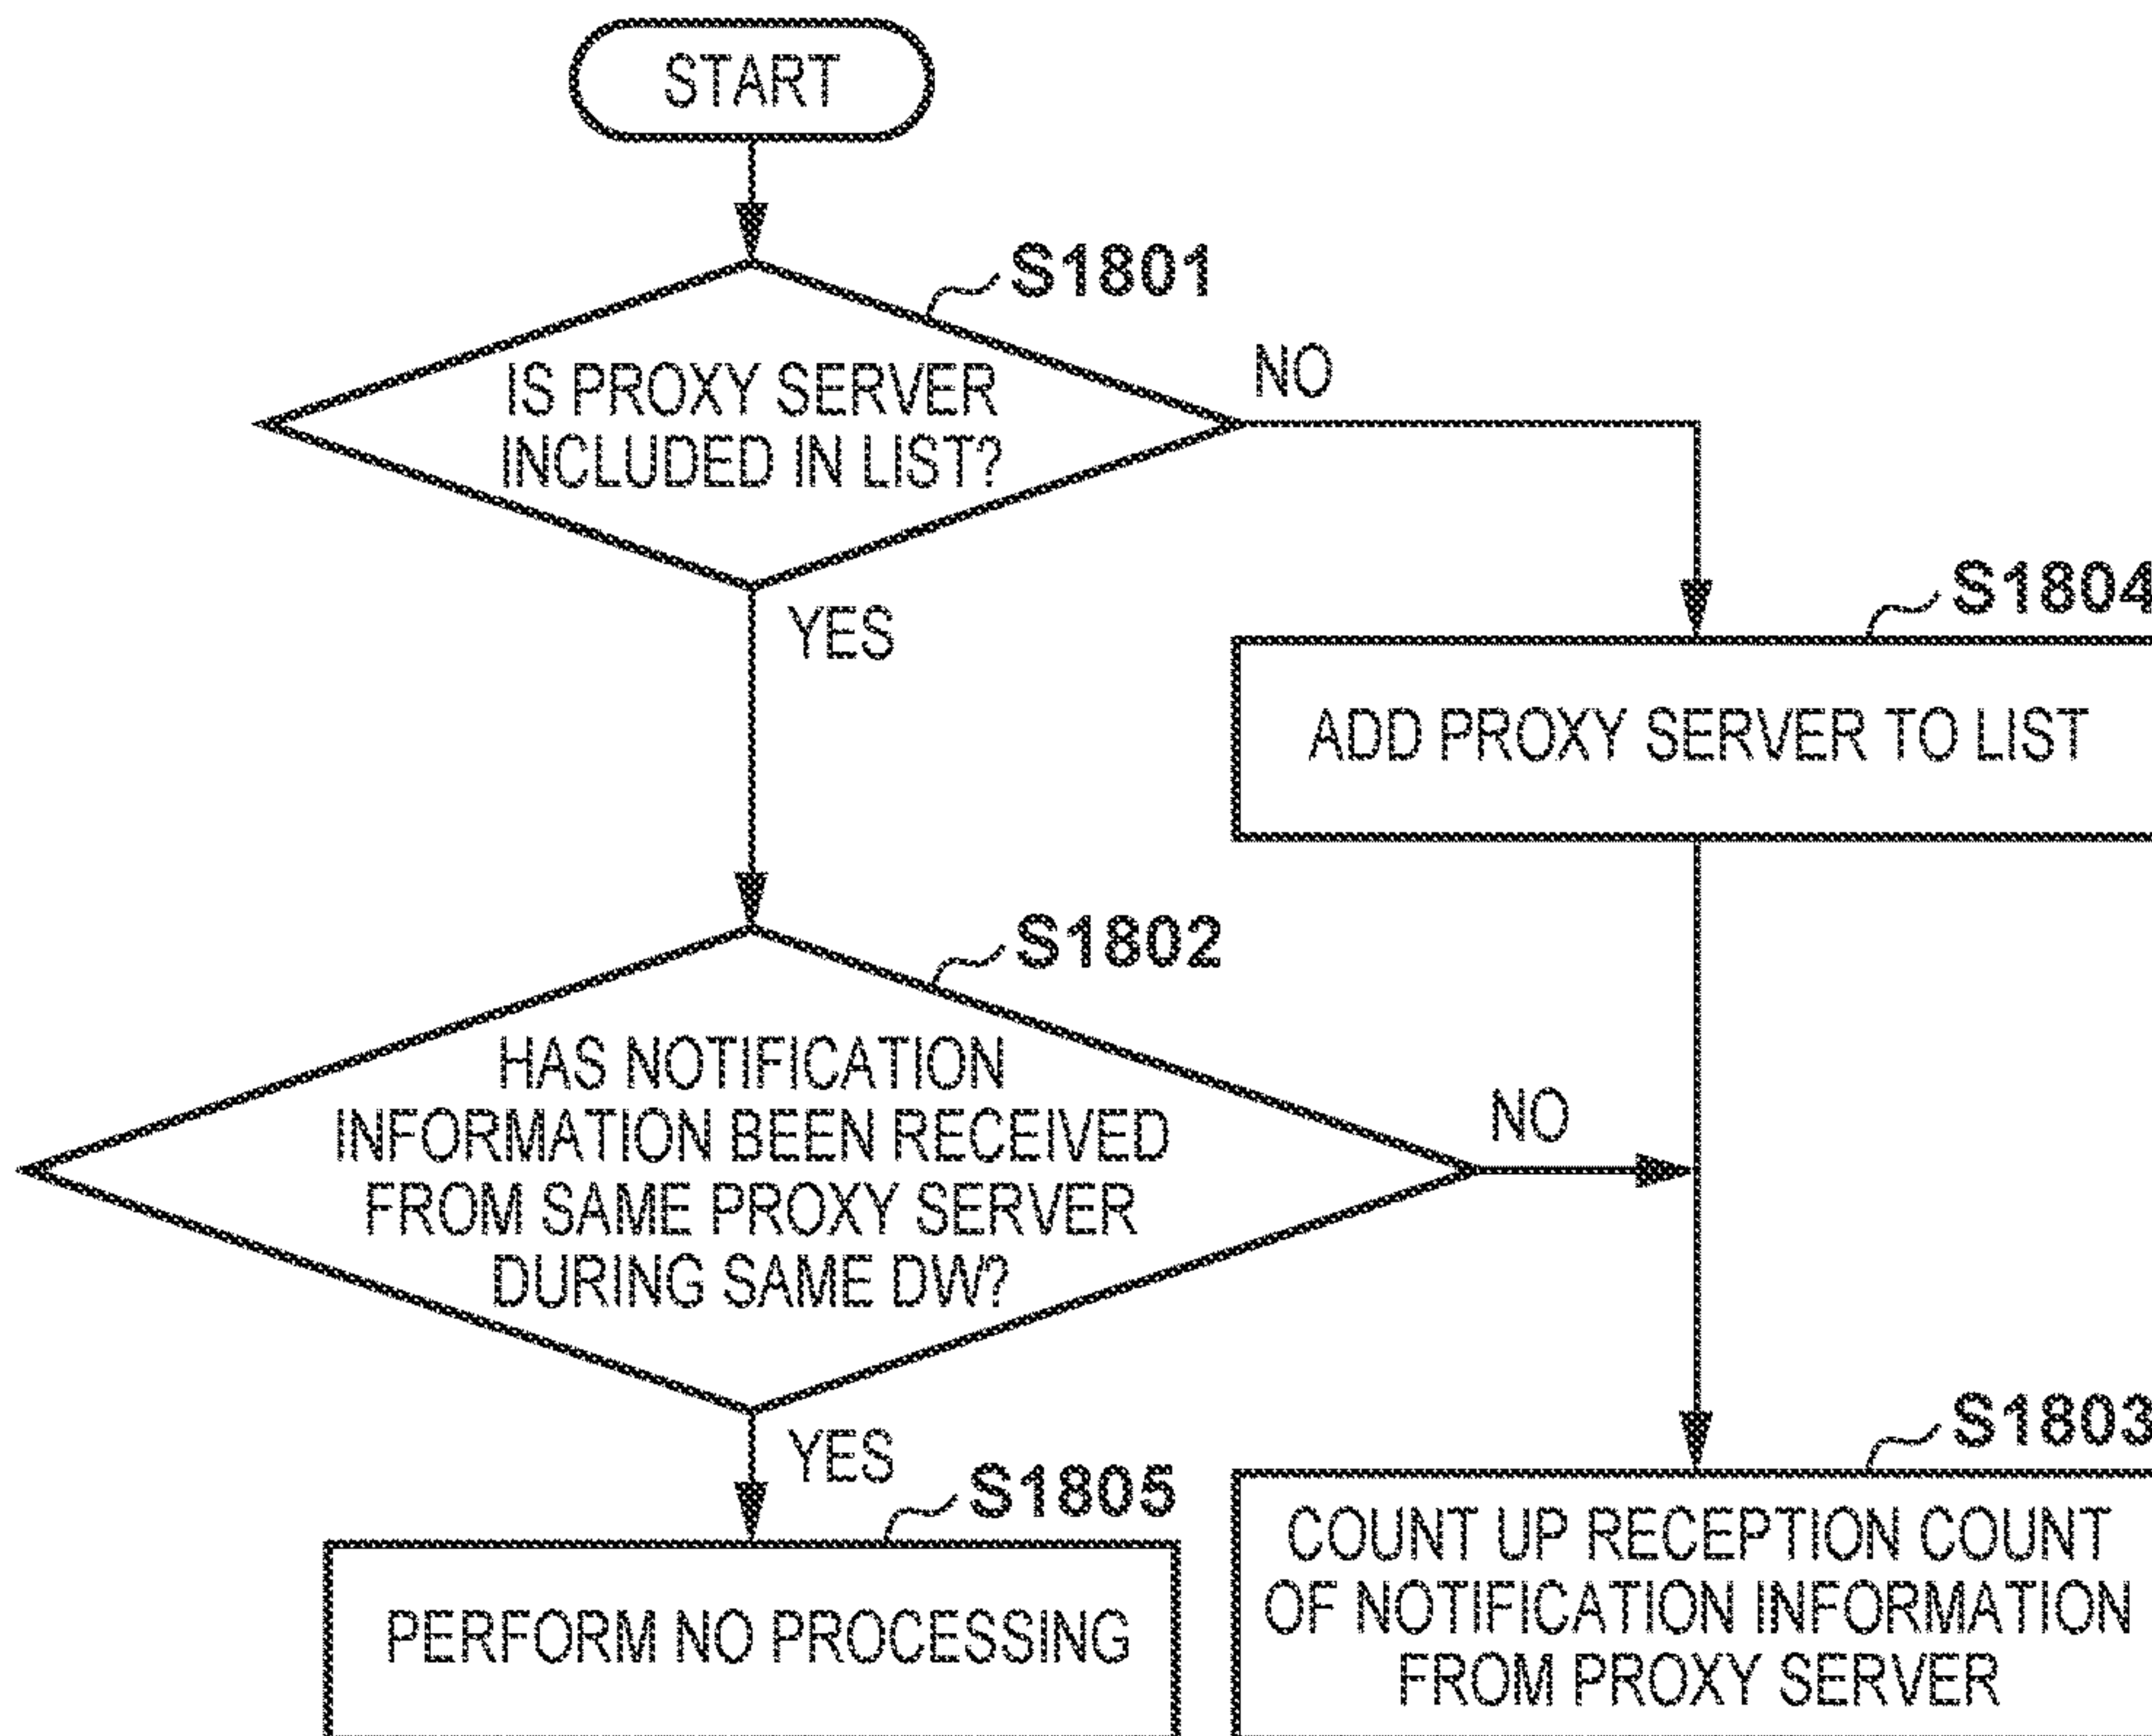 START
S1801
IS PROXY SERVER
INCLUDED IN LIST?
NO
YES
S1804
ADD PROXY SERVER TO LIST
S1802
HAS NOTIFICATION
INFORMATION BEEN RECEIVED
FROM SAME PROXY SERVER
DURING SAME DW?
NO
YES
S1805
PERFORM NO PROCESSING
S1803
COUNT UP RECEPTION COUNT
OF NOTIFICATION INFORMATION
FROM PROXY SERVER